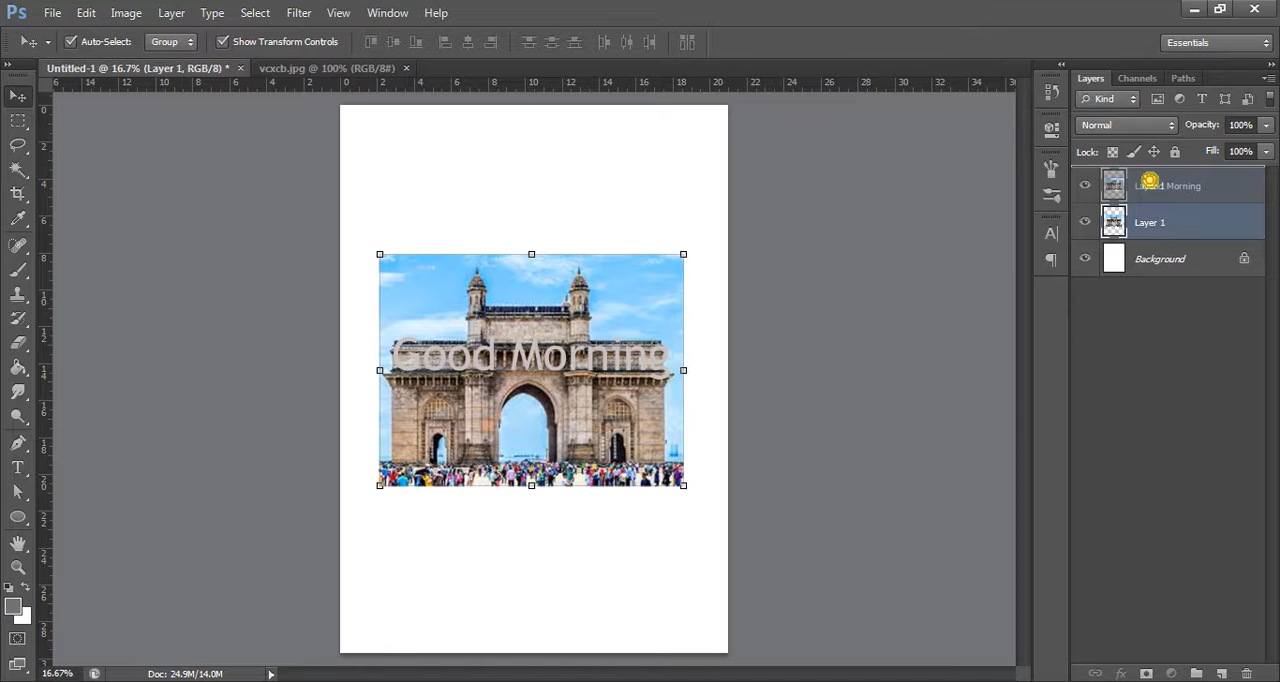 Ps File Edit Image Layer Type Select Filter View Window Help
Auto-Select: Group Show Transform Controls Essentials
Untitled-1 @ 16.7% (Layer 1, RGB/8) * × vcxcb.jpg @ 100% (RGB/8#) ×
Layers Channels Paths
Kind
Normal Opacity: 100%
Lock: Fill: 100%
Morning
Layer 1
Background
Good Morning
16.67% Doc: 24.9M/14.0M